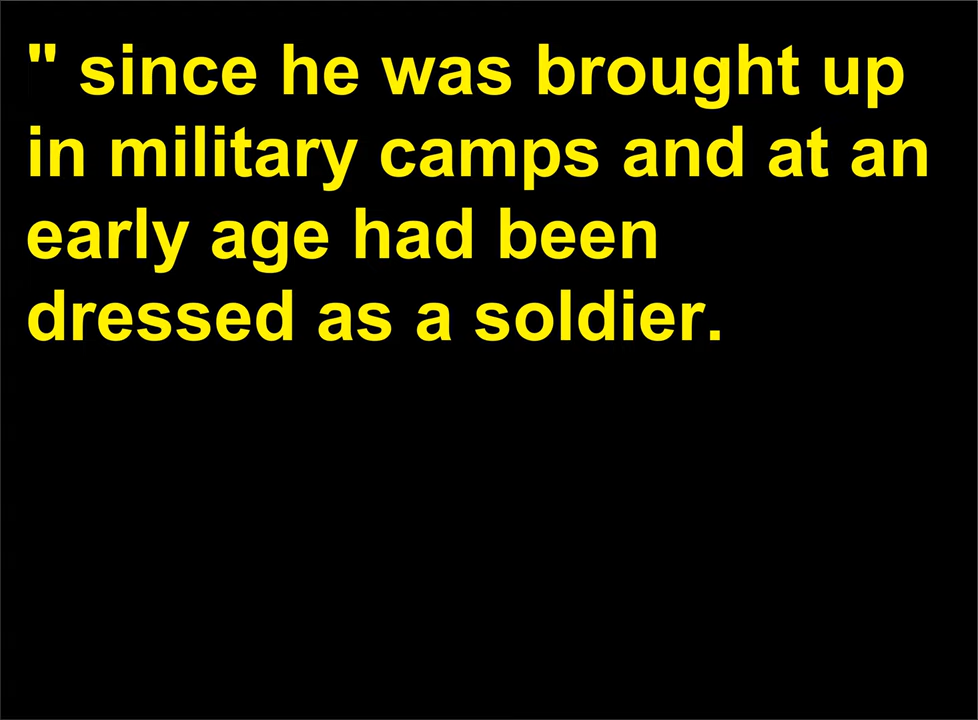 " since he was brought up
in military camps and at an
early age had been
dressed as a soldier.